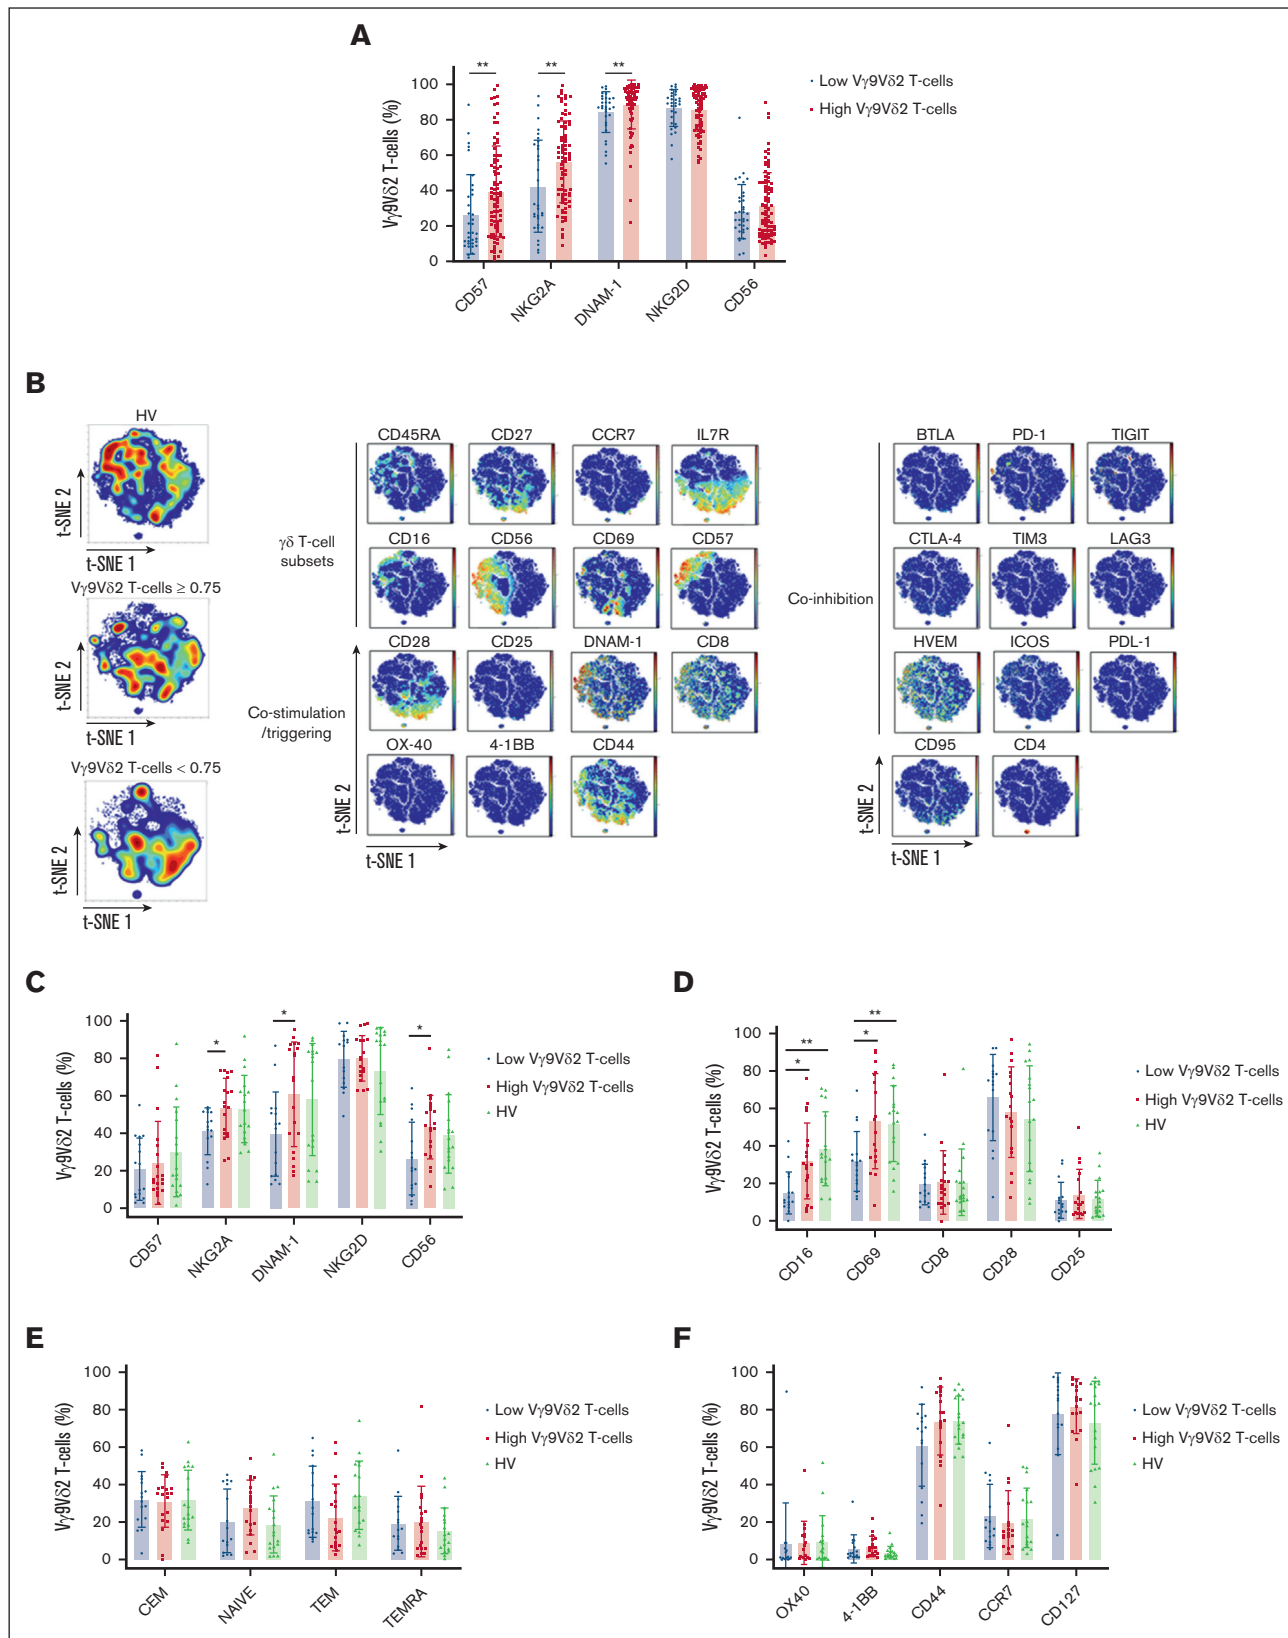 A
** ** **
100
80
60
40
20
0
Vγ9Vδ2 T-cells (%)
CD57 NKG2A DNAM-1 NKG2D CD56
Low Vγ9Vδ2 T-cells
High Vγ9Vδ2 T-cells
B
HV
t-SNE 2
t-SNE 1
Vγ9Vδ2 T-cells ≥ 0.75
t-SNE 2
t-SNE 1
Vγ9Vδ2 T-cells < 0.75
t-SNE 2
t-SNE 1
γδ T-cell
subsets
CD45RA CD27 CCR7 IL7R
CD16 CD56 CD69 CD57
Co-stimulation
/triggering
CD28 CD25 DNAM-1 CD8
OX-40 4-1BB CD44
t-SNE 2
t-SNE 1
Co-inhibition
BTLA PD-1 TIGIT
CTLA-4 TIM3 LAG3
HVEM ICOS PDL-1
CD95 CD4
t-SNE 2
t-SNE 1
C
* * *
100
80
60
40
20
0
Vγ9Vδ2 T-cells (%)
CD57 NKG2A DNAM-1 NKG2D CD56
Low Vγ9Vδ2 T-cells
High Vγ9Vδ2 T-cells
HV
D
** **
* *
100
80
60
40
20
0
Vγ9Vδ2 T-cells (%)
CD16 CD69 CD8 CD28 CD25
Low Vγ9Vδ2 T-cells
High Vγ9Vδ2 T-cells
HV
E
100
80
60
40
20
0
Vγ9Vδ2 T-cells (%)
CEM NAIVE TEM TEMRA
Low Vγ9Vδ2 T-cells
High Vγ9Vδ2 T-cells
HV
F
100
80
60
40
20
0
Vγ9Vδ2 T-cells (%)
OX40 4-1BB CD44 CCR7 CD127
Low Vγ9Vδ2 T-cells
High Vγ9Vδ2 T-cells
HV